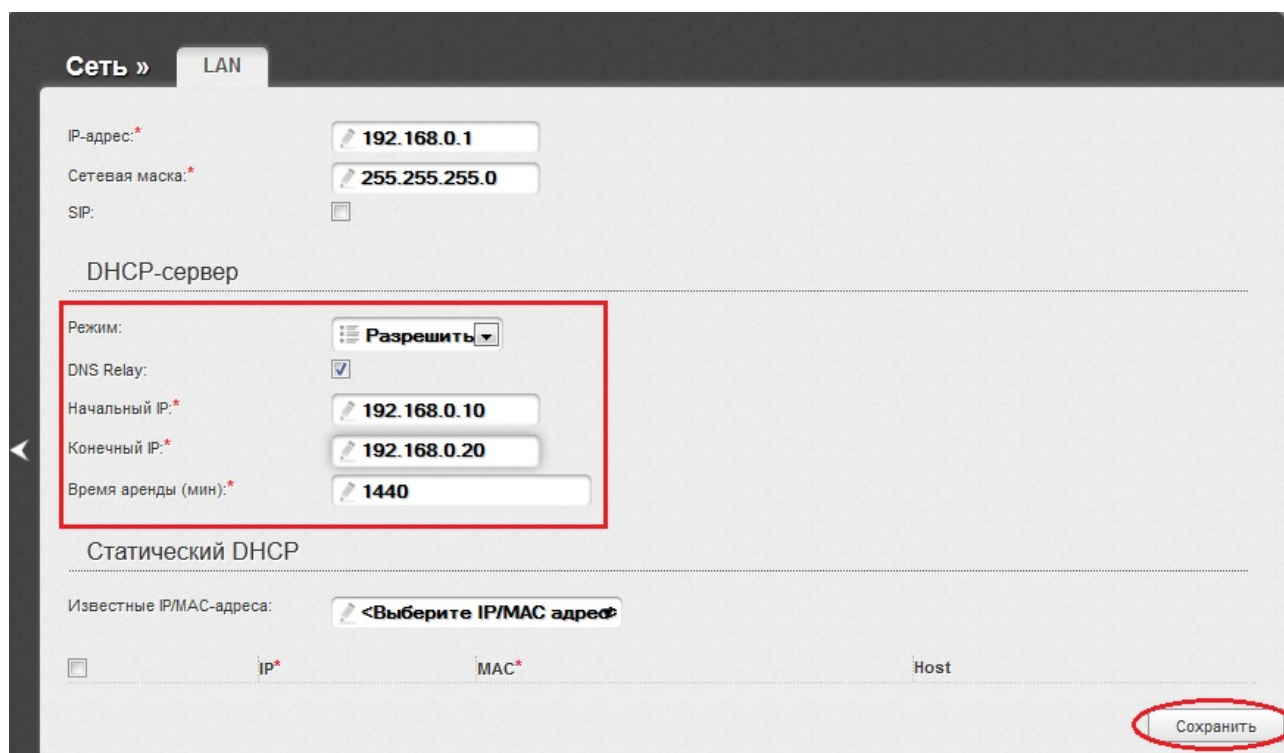 Сеть » LAN
IP-адрес:* 192.168.0.1
Сетевая маска:* 255.255.255.0
SIP:
DHCP-сервер
Режим: Разрешить
DNS Relay:
Начальный IP:* 192.168.0.10
Конечный IP:* 192.168.0.20
Время аренды (мин):* 1440
Статический DHCP
Известные IP/MAC-адреса: <Выберите IP/MAC адрес
IP* MAC* Host
Сохранить